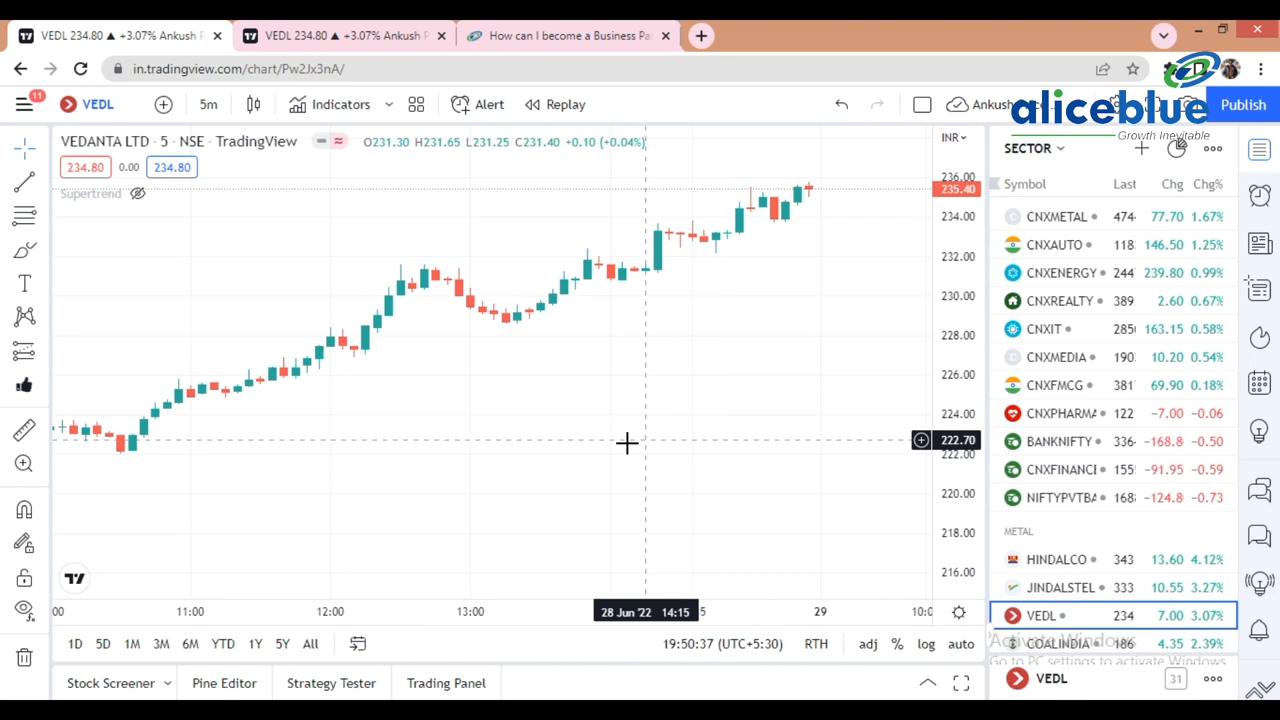 VEDL 234.80 ▲ +3.07% Ankush P
VEDL 234.80 ▲ +3.07% Ankush P
How can I become a Business Pa
in.tradingview.com/chart/Pw2Jx3nA/
11
VEDL
5m
Indicators
Alert
Replay
Publish
aliceblue
Growth Inevitable
VEDANTA LTD · 5 · NSE · TradingView
O231.30 H231.65 L231.25 C231.40 +0.10 (+0.04%)
234.80 0.00 234.80
Supertrend
INR
236.00
235.40
234.00
232.00
230.00
228.00
226.00
224.00
222.70
222.00
220.00
218.00
216.00
:00 11:00 12:00 13:00 28 Jun '22 14:15 5 29 10:0
1D 5D 1M 3M 6M YTD 1Y 5Y All
19:50:37 (UTC+5:30) RTH adj % log auto
Stock Screener Pine Editor Strategy Tester Trading Panel
SECTOR
Symbol Last Chg Chg%
CNXMETAL 474 77.70 1.67%
CNXAUTO 118 146.50 1.25%
CNXENERGY 244 239.80 0.99%
CNXREALTY 389 2.60 0.67%
CNXIT 285 163.15 0.58%
CNXMEDIA 190 10.20 0.54%
CNXFMCG 381 69.90 0.18%
CNXPHARMA 122 −7.00 −0.06
BANKNIFTY 336 −168.8 −0.50
CNXFINANCE 155 −91.95 −0.59
NIFTYPVTBA 168 −124.8 −0.73
METAL
HINDALCO 343 13.60 4.12%
JINDALSTEL 333 10.55 3.27%
VEDL 234 7.00 3.07%
COALINDIA 186 4.35 2.39%
Activate Windows
Go to PC settings to activate Windows.
VEDL
31